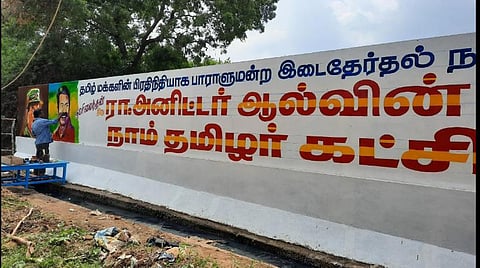 தமிழ் மக்களின் பிரதிநிதியாக பாராளுமன்ற இடைதேர்தல்
ரா.அனிட்டர் ஆல்வின்
நாம் தமிழர் கட்சி